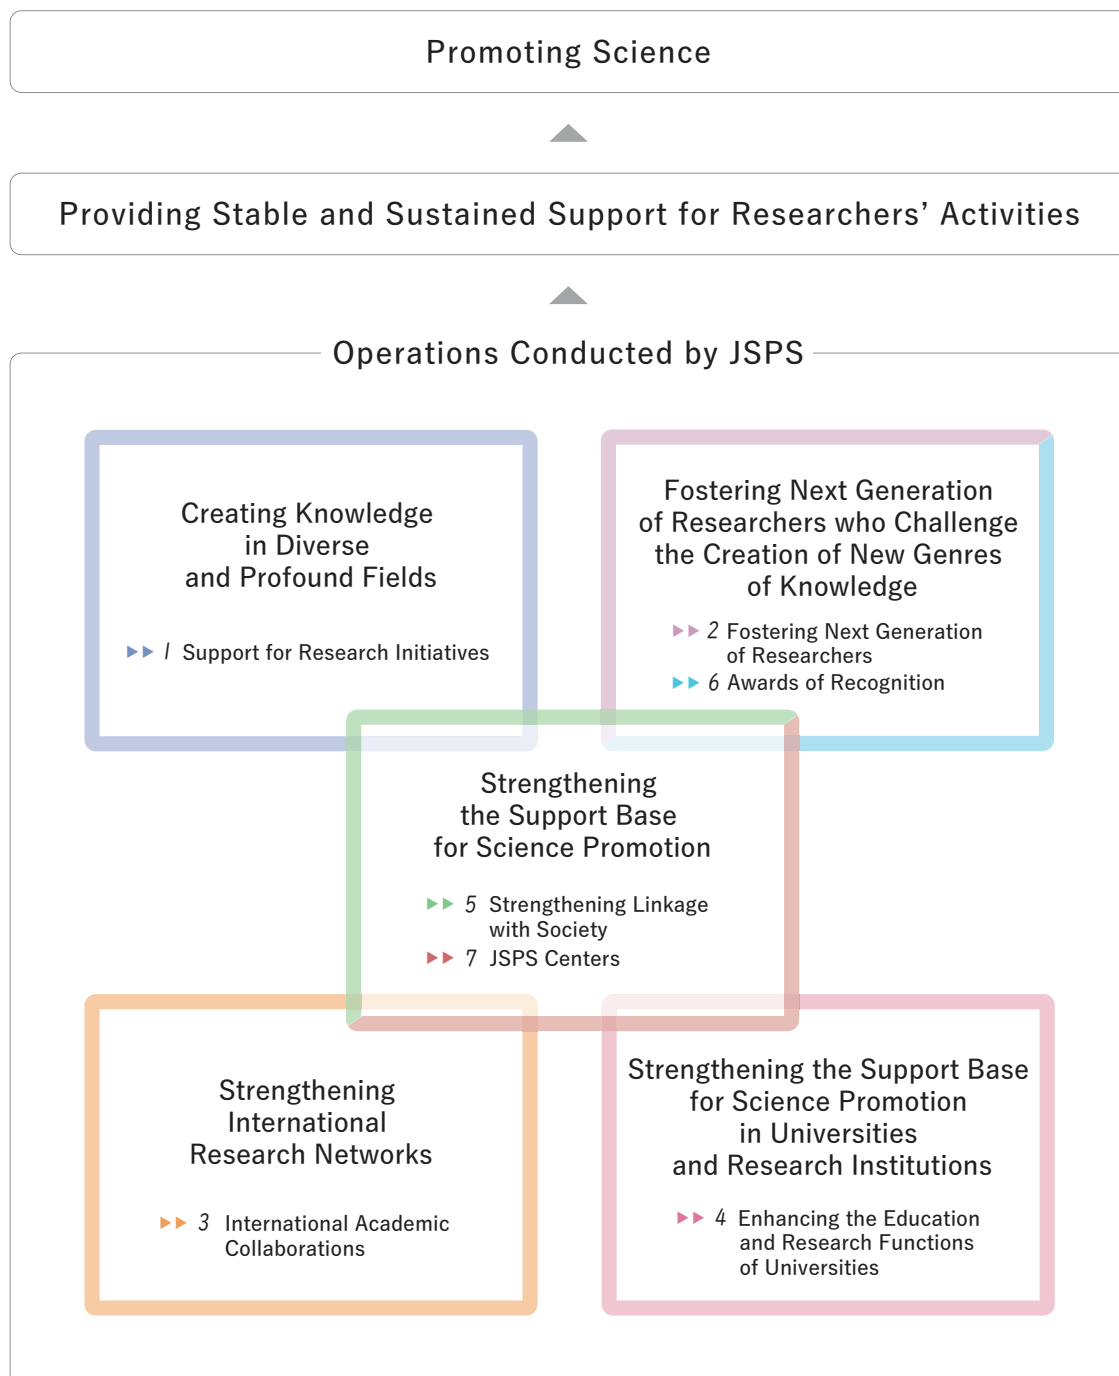 Promoting Science
Providing Stable and Sustained Support for Researchers’ Activities
Operations Conducted by JSPS
Creating Knowledge
in Diverse
and Profound Fields
1 Support for Research Initiatives
Fostering Next Generation
of Researchers who Challenge
the Creation of New Genres
of Knowledge
2 Fostering Next Generation
of Researchers
6 Awards of Recognition
Strengthening
the Support Base
for Science Promotion
5 Strengthening Linkage
with Society
7 JSPS Centers
Strengthening
International
Research Networks
3 International Academic
Collaborations
Strengthening the Support Base
for Science Promotion
in Universities
and Research Institutions
4 Enhancing the Education
and Research Functions
of Universities